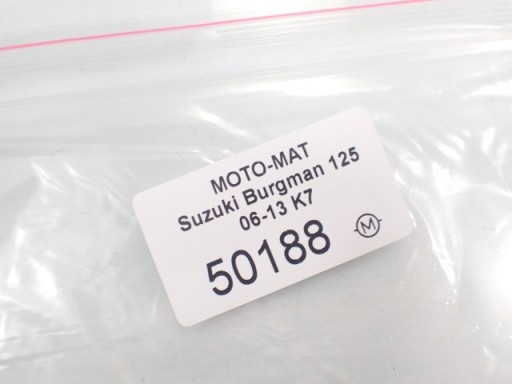 MOTO-MAT
Suzuki Burgman 125
06-13 K7
50188
M